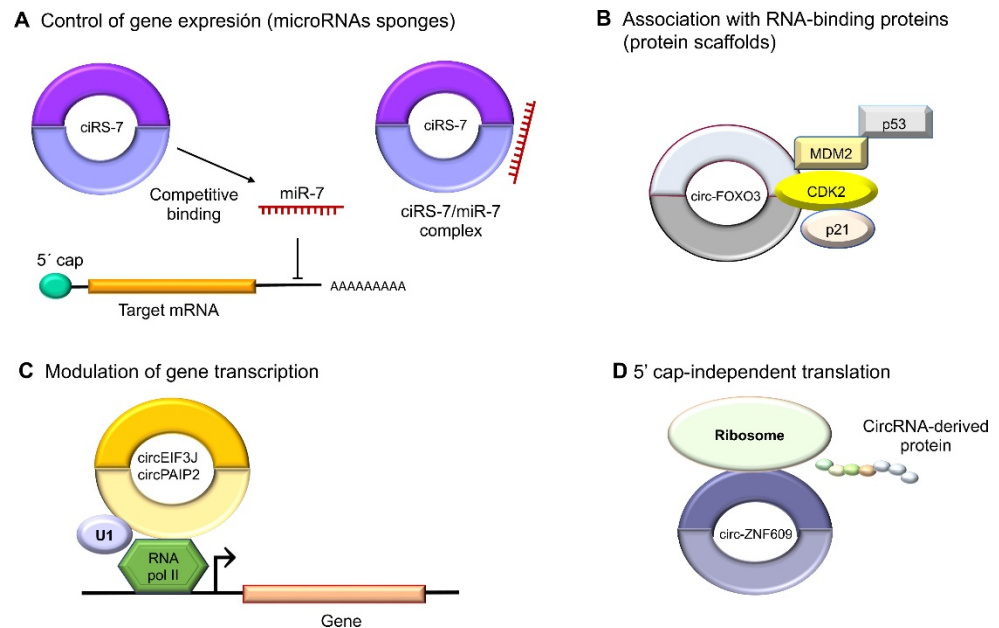 A Control of gene expresión (microRNAs sponges)
ciRS-7
Competitive
binding
miR-7
ciRS-7
ciRS-7/miR-7
complex
5´ cap
AAAAAAAAA
Target mRNA
B Association with RNA-binding proteins
(protein scaffolds)
circ-FOXO3
p53
MDM2
CDK2
p21
C Modulation of gene transcription
circEIF3J
circPAIP2
U1
RNA
pol II
Gene
D 5’ cap-independent translation
Ribosome
CircRNA-derived
protein
circ-ZNF609